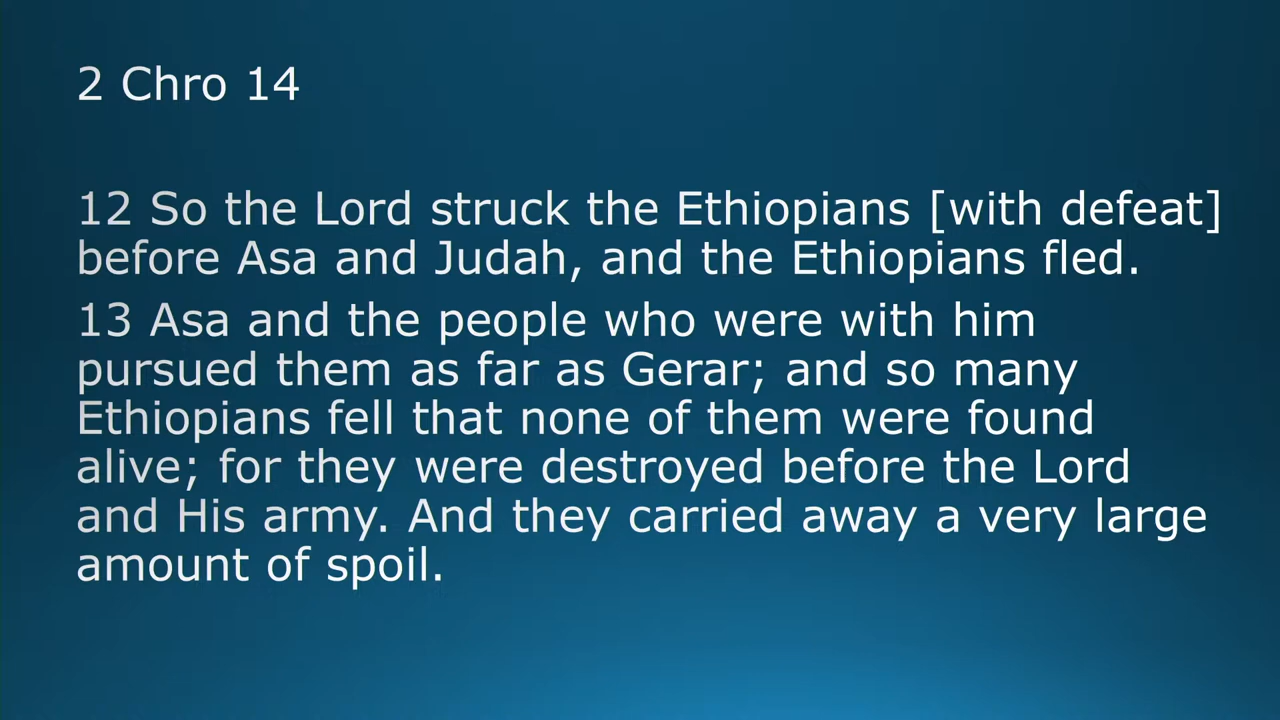 2 Chro 14
12 So the Lord struck the Ethiopians [with defeat]
before Asa and Judah, and the Ethiopians fled.
13 Asa and the people who were with him
pursued them as far as Gerar; and so many
Ethiopians fell that none of them were found
alive; for they were destroyed before the Lord
and His army. And they carried away a very large
amount of spoil.